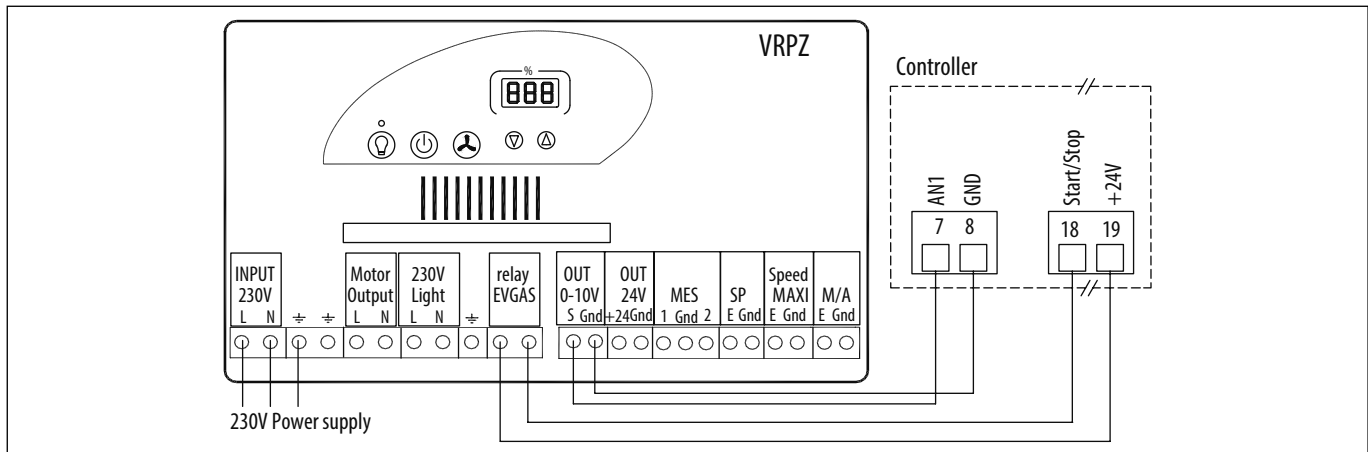 VRPZ
%
888
Controller
AN1
GND
Start/Stop
+24V
7 8
18 19
INPUT
230V
L N
Motor
Output
L N
230V
Light
L N
relay
EVGAS
OUT
0-10V
S Gnd
OUT
24V
+24Gnd
MES
1 Gnd 2
SP
E Gnd
Speed
MAXI
E Gnd
M/A
E Gnd
230V Power supply